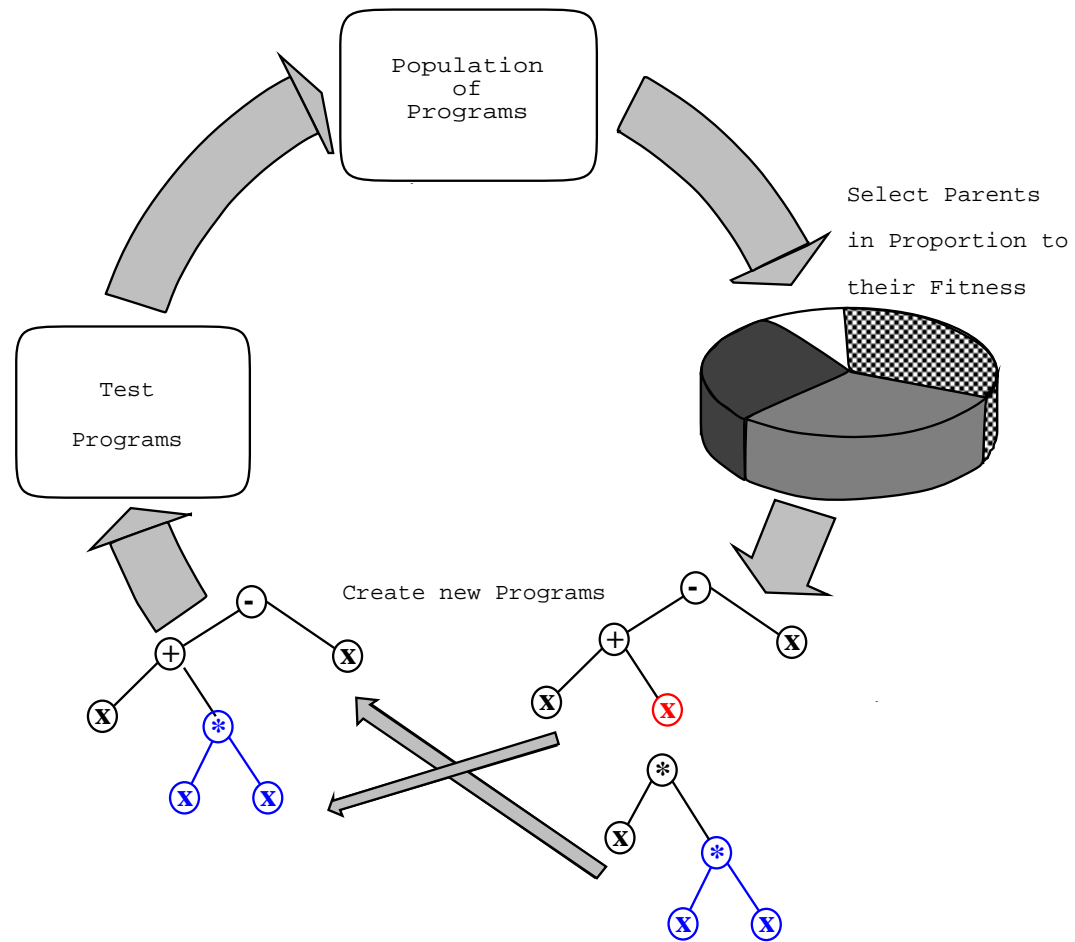 Population
of
Programs
Select Parents
in Proportion to
their Fitness
Test
Programs
Create new Programs
-
+
x
x
*
x
x
-
+
x
x
x
*
x
*
x
x